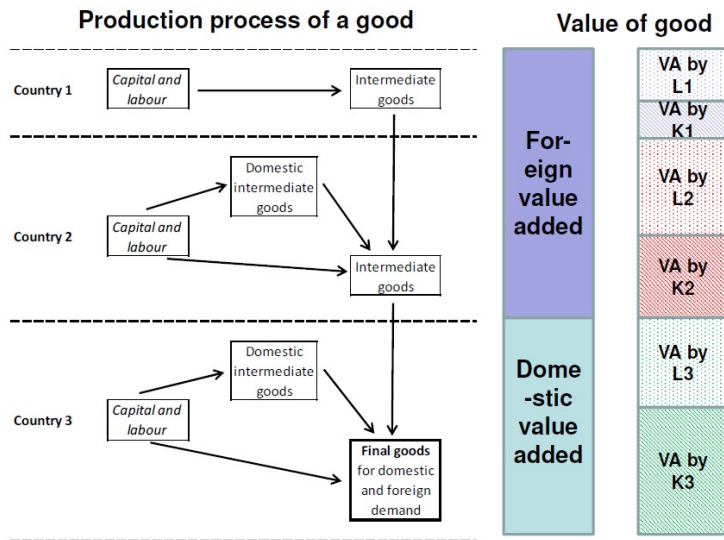 Production process of a good
Value of good
Country 1
Capital and
labour
Intermediate
goods
Country 2
Domestic
intermediate
goods
Capital and
labour
Intermediate
goods
Country 3
Domestic
intermediate
goods
Capital and
labour
Final goods
for domestic
and foreign
demand
For-
eign
value
added
Dome
-stic
value
added
VA by
L1
VA by
K1
VA by
L2
VA by
K2
VA by
L3
VA by
K3